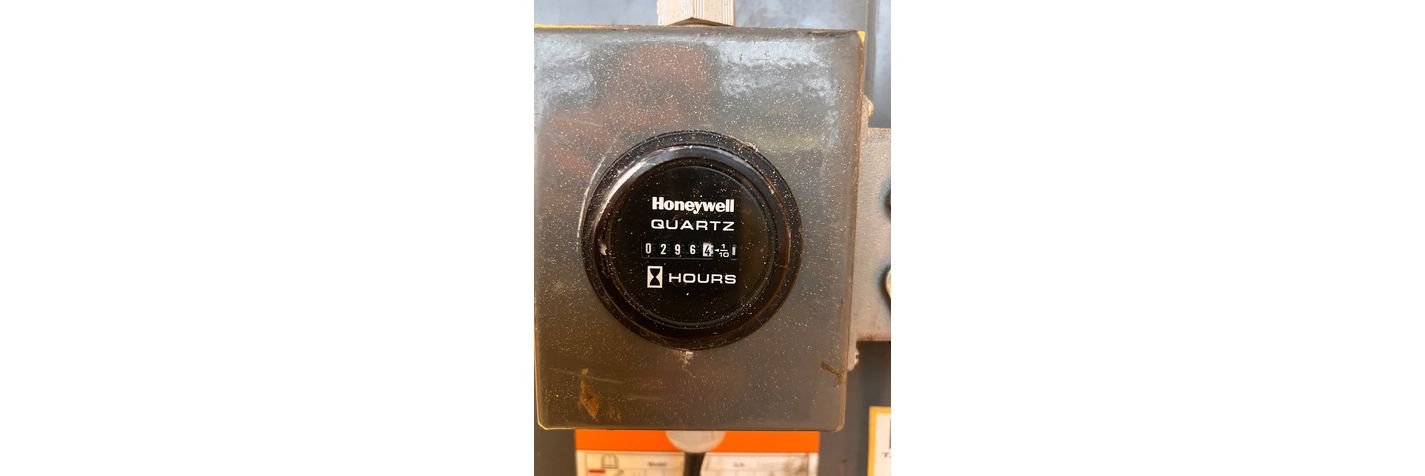 Honeywell
QUARTZ
0 2 9 6 4 1/10
HOURS